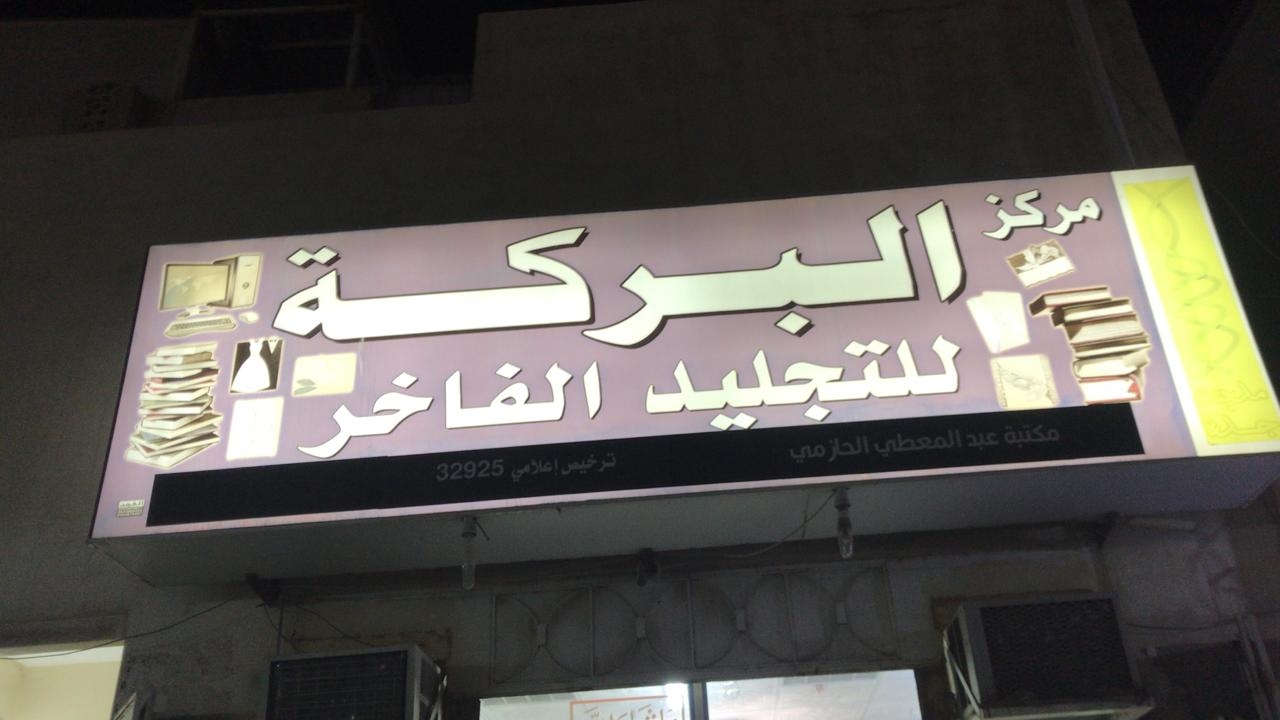 مركز
البركة
للتجليد الفاخر
مكتبة عبد المعطي الحازمي
ترخيص إعلامي 32925